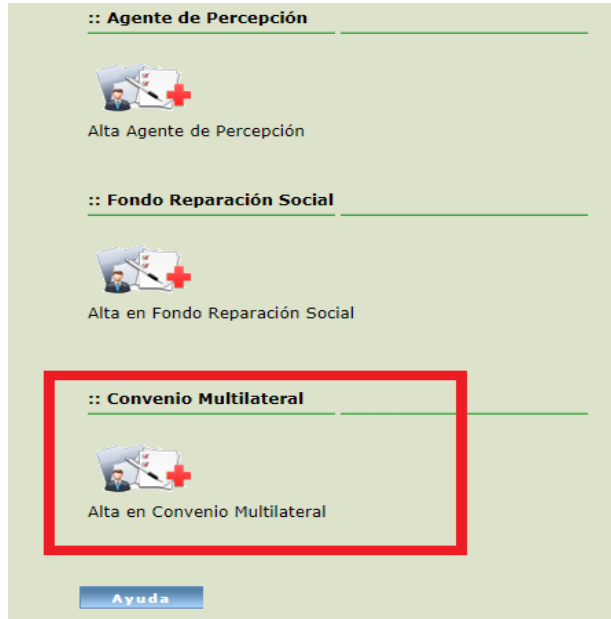 :: Agente de Percepción
Alta Agente de Percepción
:: Fondo Reparación Social
Alta en Fondo Reparación Social
:: Convenio Multilateral
Alta en Convenio Multilateral
Ayuda